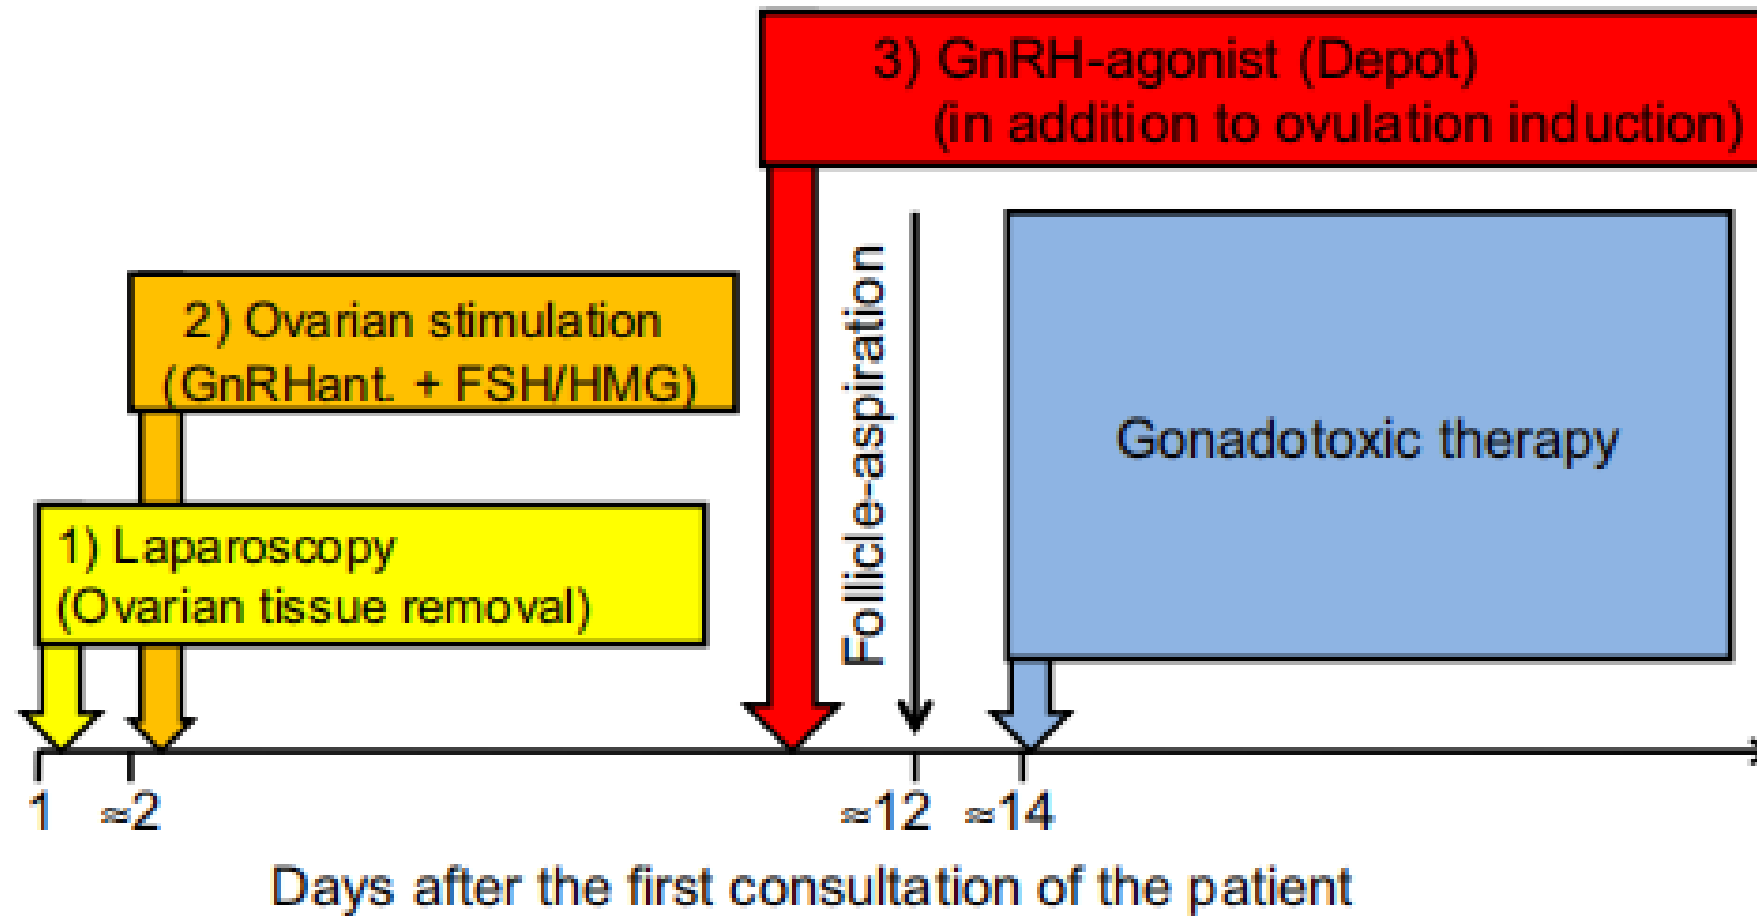 3) GnRH-agonist (Depot)
(in addition to ovulation induction)
2) Ovarian stimulation
(GnRHant. + FSH/HMG)
1) Laparoscopy
(Ovarian tissue removal)
Follicle-aspiration
Gonadotoxic therapy
1 ≈2 ≈12 ≈14
Days after the first consultation of the patient